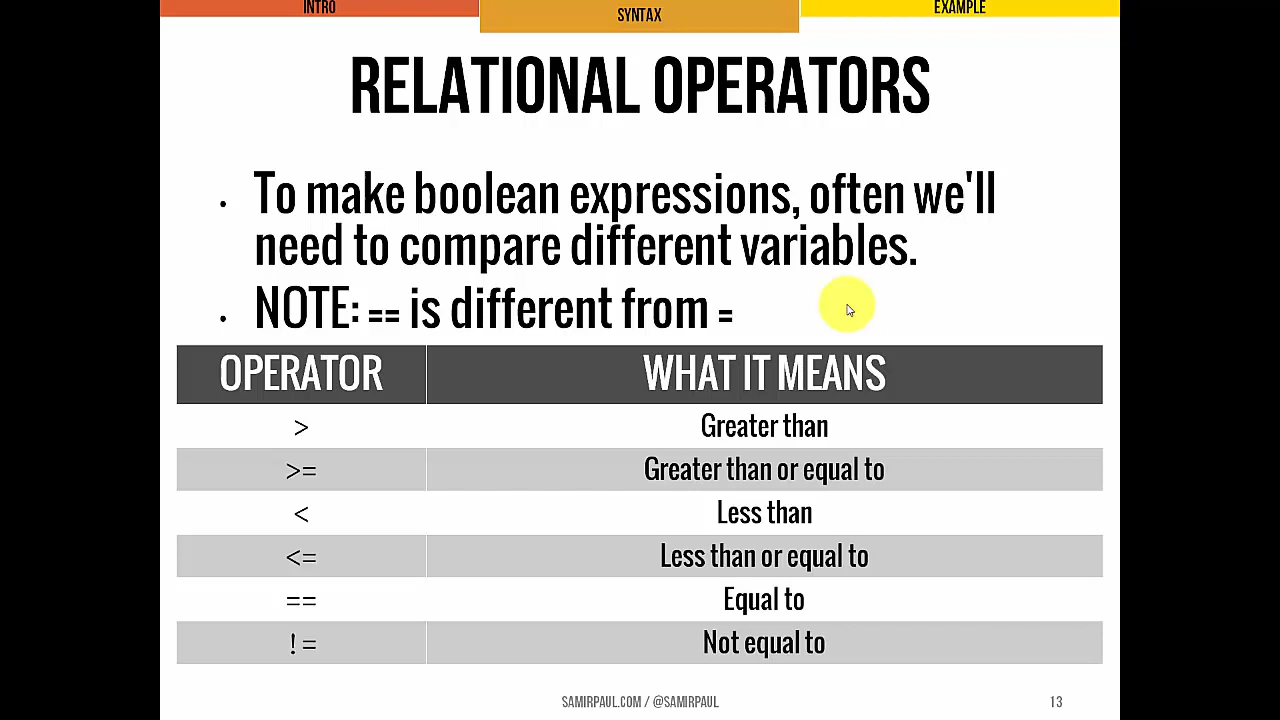 INTRO
SYNTAX
EXAMPLE
RELATIONAL OPERATORS
• To make boolean expressions, often we'll
need to compare different variables.
• NOTE: == is different from =
OPERATOR WHAT IT MEANS
> Greater than
>= Greater than or equal to
< Less than
<= Less than or equal to
== Equal to
!= Not equal to
SAMIRPAUL.COM / @SAMIRPAUL 13